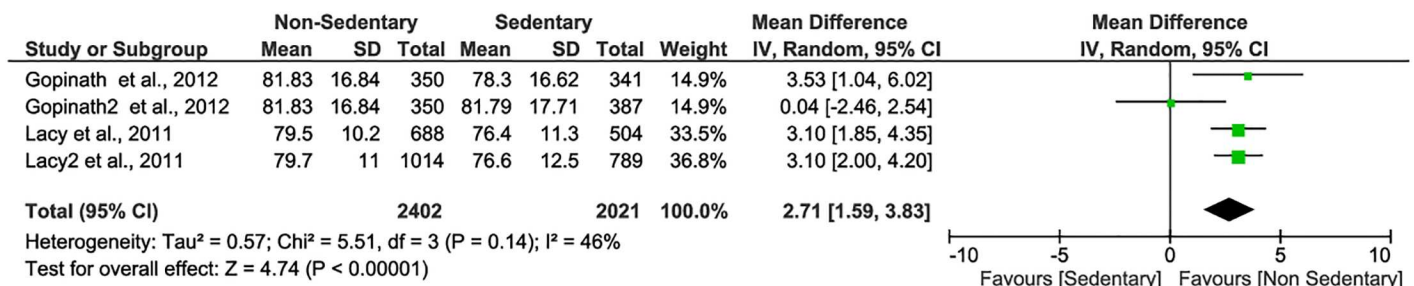 Non-Sedentary Sedentary Mean Difference Mean Difference
Study or Subgroup Mean SD Total Mean SD Total Weight IV, Random, 95% CI IV, Random, 95% CI
Gopinath et al., 2012 81.83 16.84 350 78.3 16.62 341 14.9% 3.53 [1.04, 6.02]
Gopinath2 et al., 2012 81.83 16.84 350 81.79 17.71 387 14.9% 0.04 [-2.46, 2.54]
Lacy et al., 2011 79.5 10.2 688 76.4 11.3 504 33.5% 3.10 [1.85, 4.35]
Lacy2 et al., 2011 79.7 11 1014 76.6 12.5 789 36.8% 3.10 [2.00, 4.20]
Total (95% CI) 2402 2021 100.0% 2.71 [1.59, 3.83]
Heterogeneity: Tau² = 0.57; Chi² = 5.51, df = 3 (P = 0.14); I² = 46%
Test for overall effect: Z = 4.74 (P < 0.00001)
-10 -5 0 5 10
Favours [Sedentary] Favours [Non Sedentary]